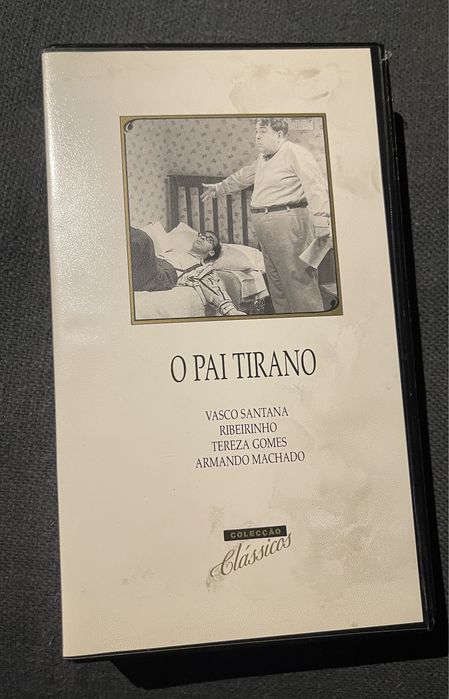 O PAI TIRANO
VASCO SANTANA
RIBEIRINHO
TEREZA GOMES
ARMANDO MACHADO
COLECÇÃO
Clássicos